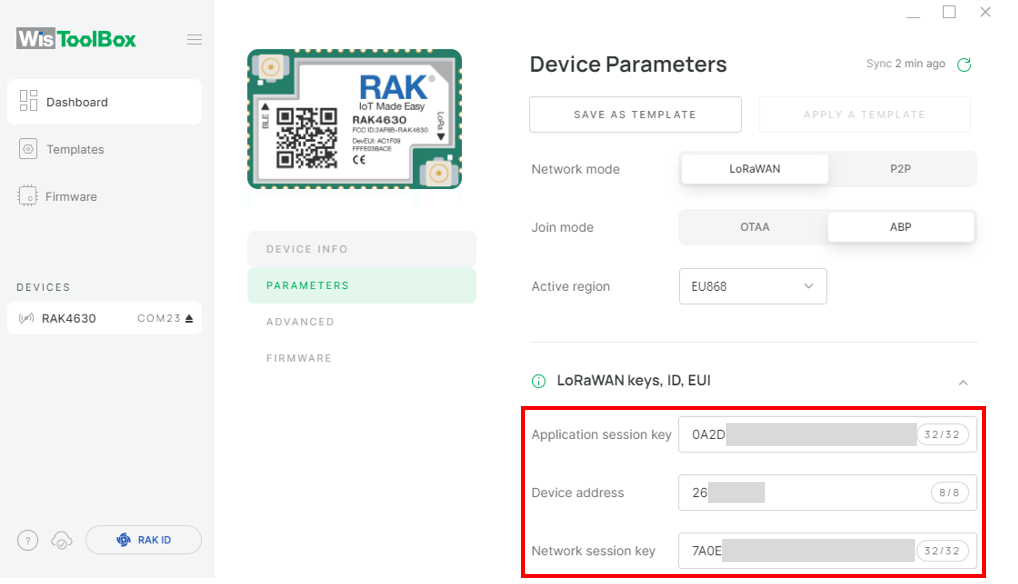 WisToolBox
Dashboard
Templates
Firmware
DEVICES
RAK4630 COM23
?
RAK ID
RAK®
IoT Made Easy
RAK4630
FCC ID:2AF6B-RAK4630
DevEUI: AC1F09
FFFE03BACE
CE
BLE
LoRa
DEVICE INFO
PARAMETERS
ADVANCED
FIRMWARE
Device Parameters
Sync 2 min ago
SAVE AS TEMPLATE
APPLY A TEMPLATE
Network mode
LoRaWAN
P2P
Join mode
OTAA
ABP
Active region
EU868
LoRaWAN keys, ID, EUI
Application session key
0A2D
32/32
Device address
26
8/8
Network session key
7A0E
32/32